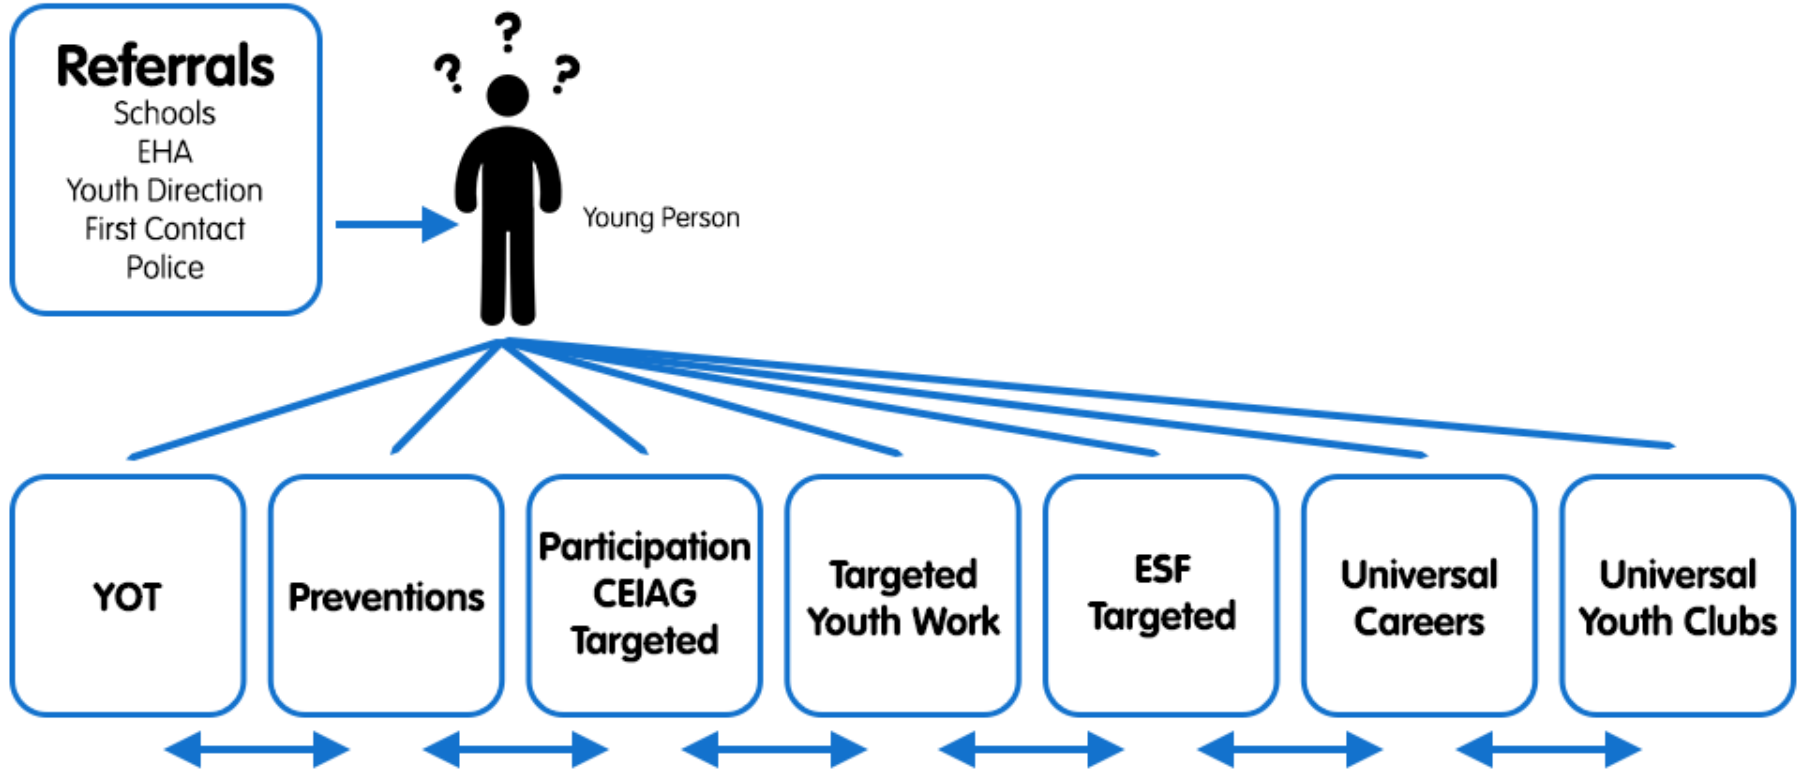 Referrals
Schools
EHA
Youth Direction
First Contact
Police
? ? ?
Young Person
YOT
Preventions
Participation
CEIAG
Targeted
Targeted
Youth Work
ESF
Targeted
Universal
Careers
Universal
Youth Clubs